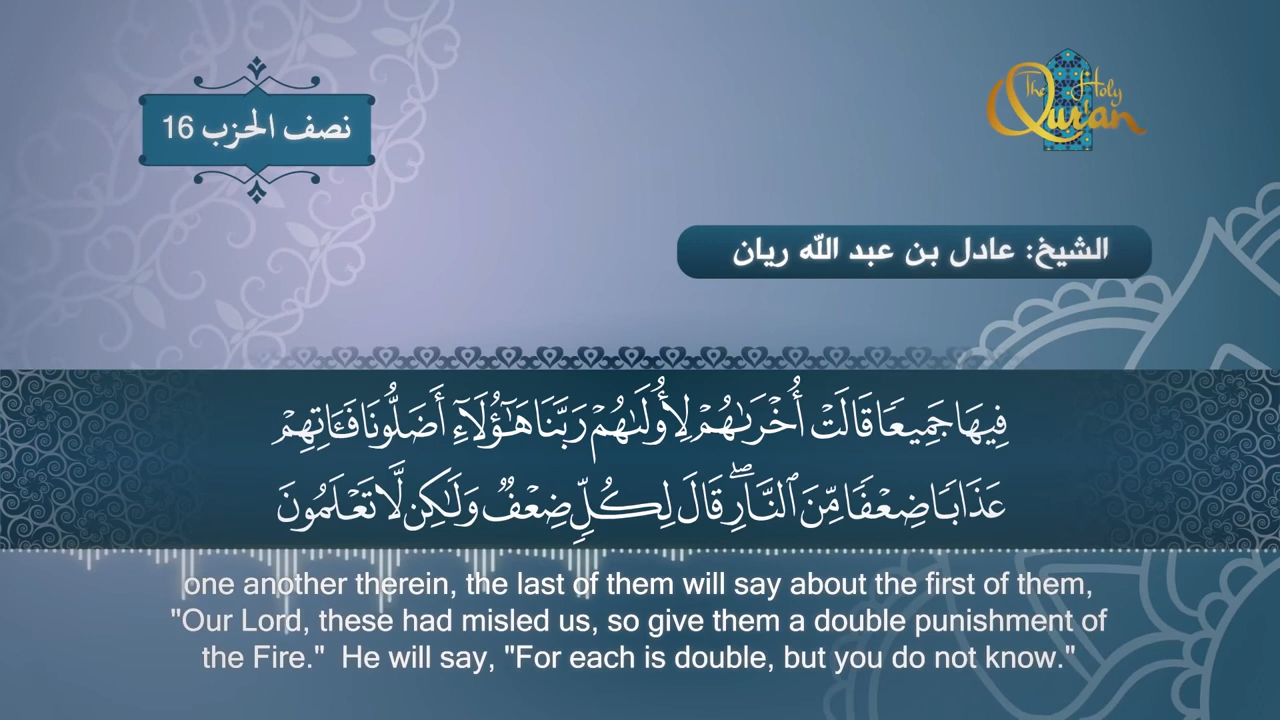 نصف الحزب 16
The Holy
Quran
الشيخ: عادل بن عبد الله ريان
فِيهَا جَمِيعًا قَالَتْ أُخْرَىٰهُمْ لِأُولَىٰهُمْ رَبَّنَا هَـٰٓؤُلَآءِ أَضَلُّونَا فَـَٔاتِهِمْ
عَذَابًا ضِعْفًا مِّنَ ٱلنَّارِ ۖ قَالَ لِكُلٍّ ضِعْفٌ وَلَـٰكِن لَّا تَعْلَمُونَ
one another therein, the last of them will say about the first of them,
"Our Lord, these had misled us, so give them a double punishment of
the Fire."  He will say, "For each is double, but you do not know."